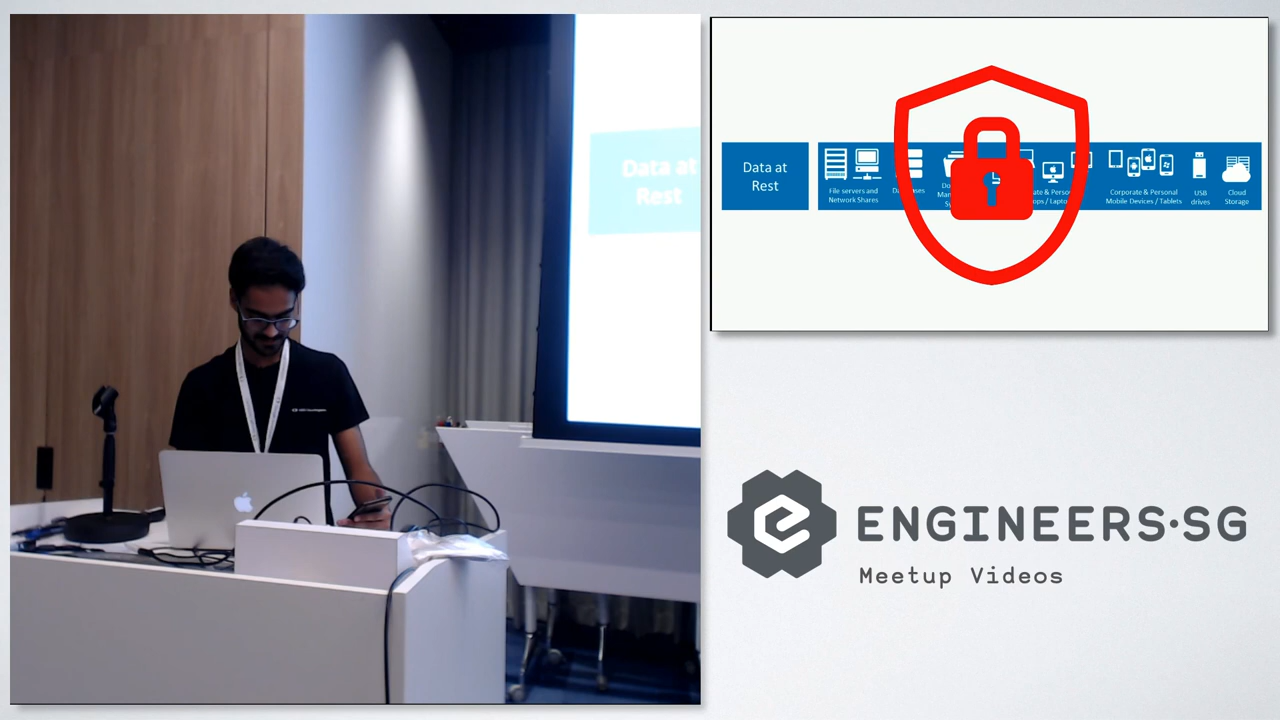 Data at
Rest
Data at
Rest
File servers and
Network Shares
Corporate & Personal
Mobile Devices / Tablets
USB
drives
Cloud
Storage
ENGINEERS·SG
Meetup Videos